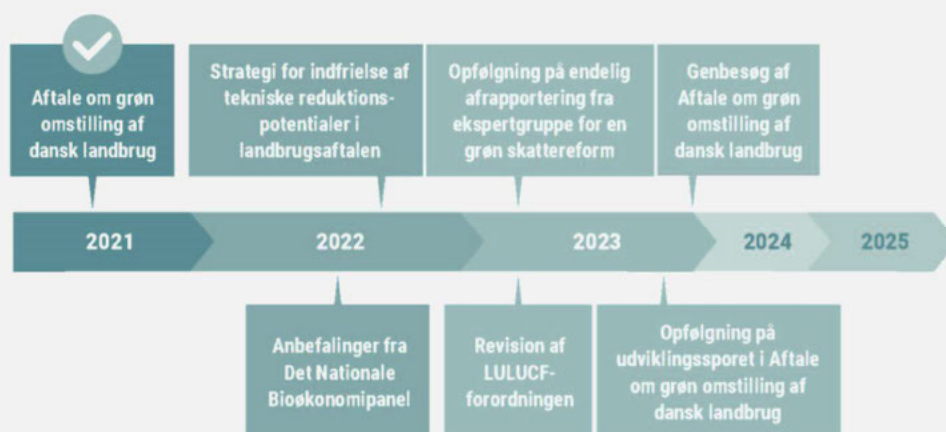 Aftale om grøn
omstilling af
dansk landbrug
Strategi for indfrielse af
tekniske reduktions-
potentialer i
landbrugsaftalen
Opfølgning på endelig
afrapportering fra
ekspertgruppe for en
grøn skattereform
Genbesøg af
Aftale om grøn
omstilling af
dansk landbrug
2021
2022
2023
2024
2025
Anbefalinger fra
Det Nationale
Bioøkonomipanel
Revision af
LULUCF-
forordningen
Opfølgning på
udviklingssporet i Aftale
om grøn omstilling af
dansk landbrug